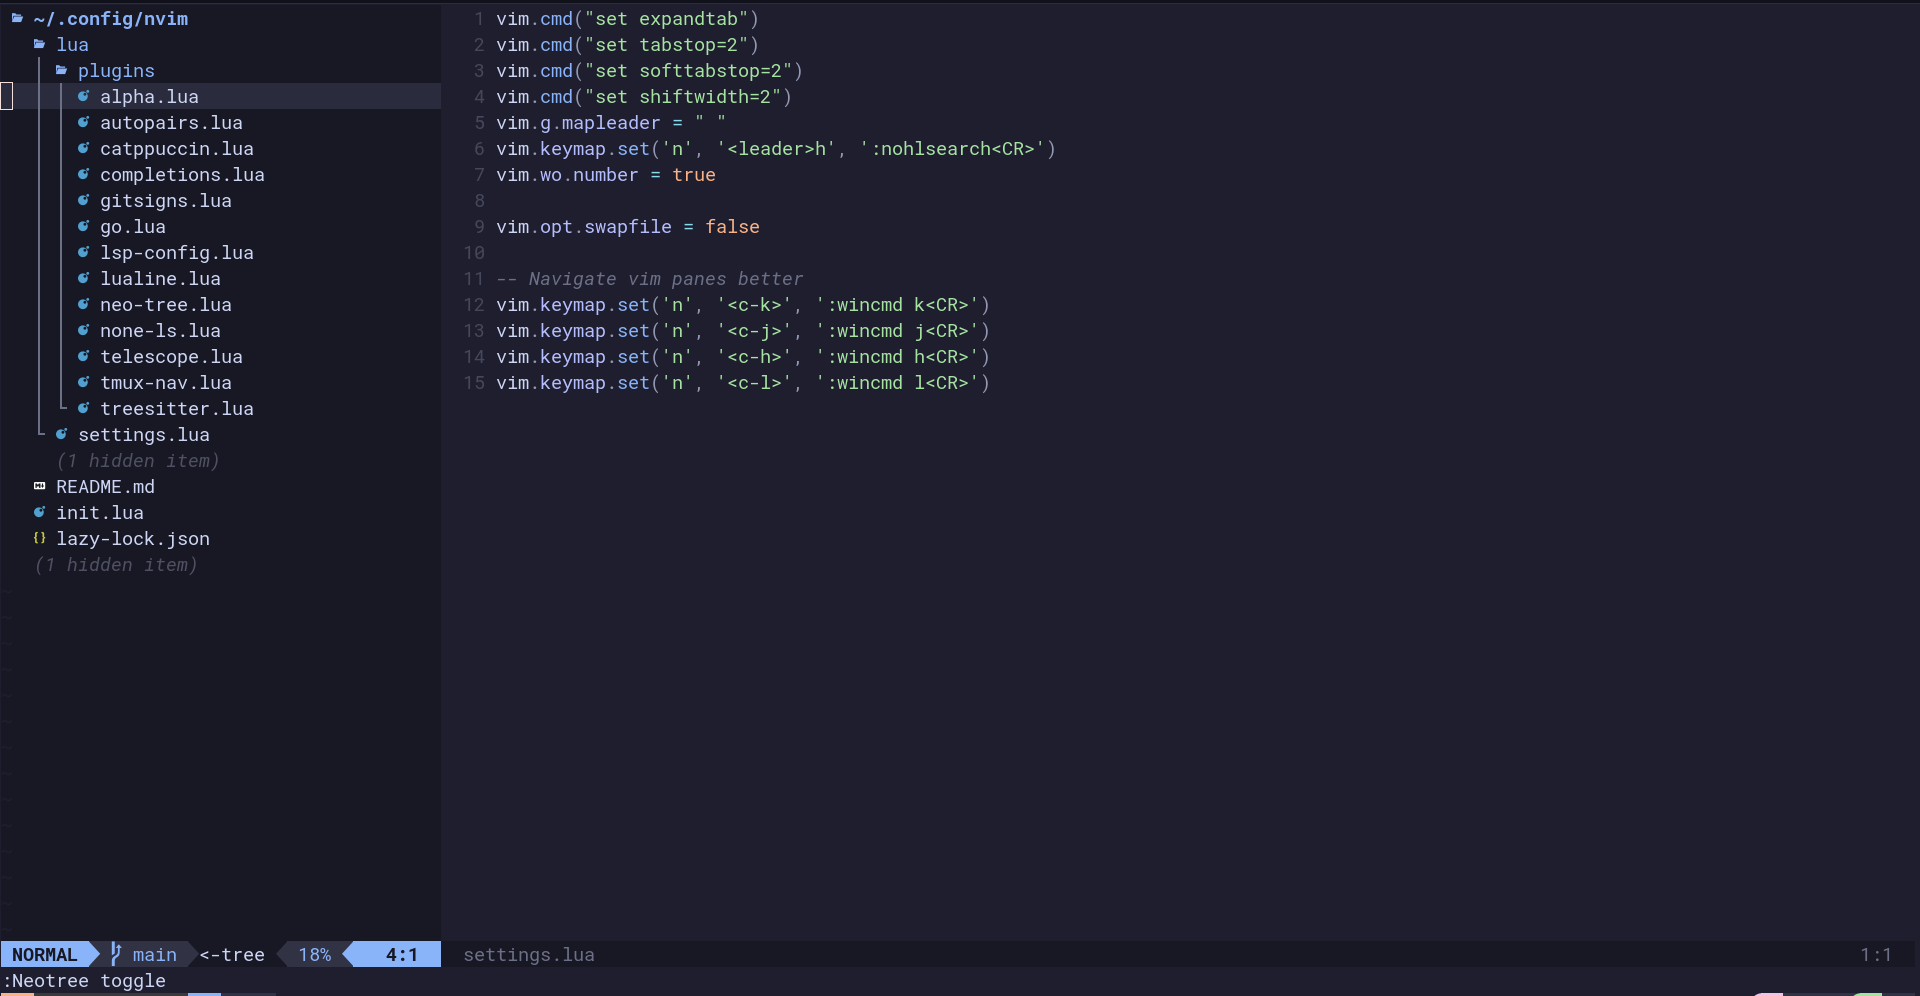 ~/.config/nvim
lua
plugins
alpha.lua
autopairs.lua
catppuccin.lua
completions.lua
gitsigns.lua
go.lua
lsp-config.lua
lualine.lua
neo-tree.lua
none-ls.lua
telescope.lua
tmux-nav.lua
treesitter.lua
settings.lua
(1 hidden item)
README.md
init.lua
{} lazy-lock.json
(1 hidden item)
1 vim.cmd("set expandtab")
2 vim.cmd("set tabstop=2")
3 vim.cmd("set softtabstop=2")
4 vim.cmd("set shiftwidth=2")
5 vim.g.mapleader = " "
6 vim.keymap.set('n', '<leader>h', ':nohlsearch<CR>')
7 vim.wo.number = true
8
9 vim.opt.swapfile = false
10
11 -- Navigate vim panes better
12 vim.keymap.set('n', '<c-k>', ':wincmd k<CR>')
13 vim.keymap.set('n', '<c-j>', ':wincmd j<CR>')
14 vim.keymap.set('n', '<c-h>', ':wincmd h<CR>')
15 vim.keymap.set('n', '<c-l>', ':wincmd l<CR>')
NORMAL main <-tree 18% 4:1 settings.lua 1:1
:Neotree toggle